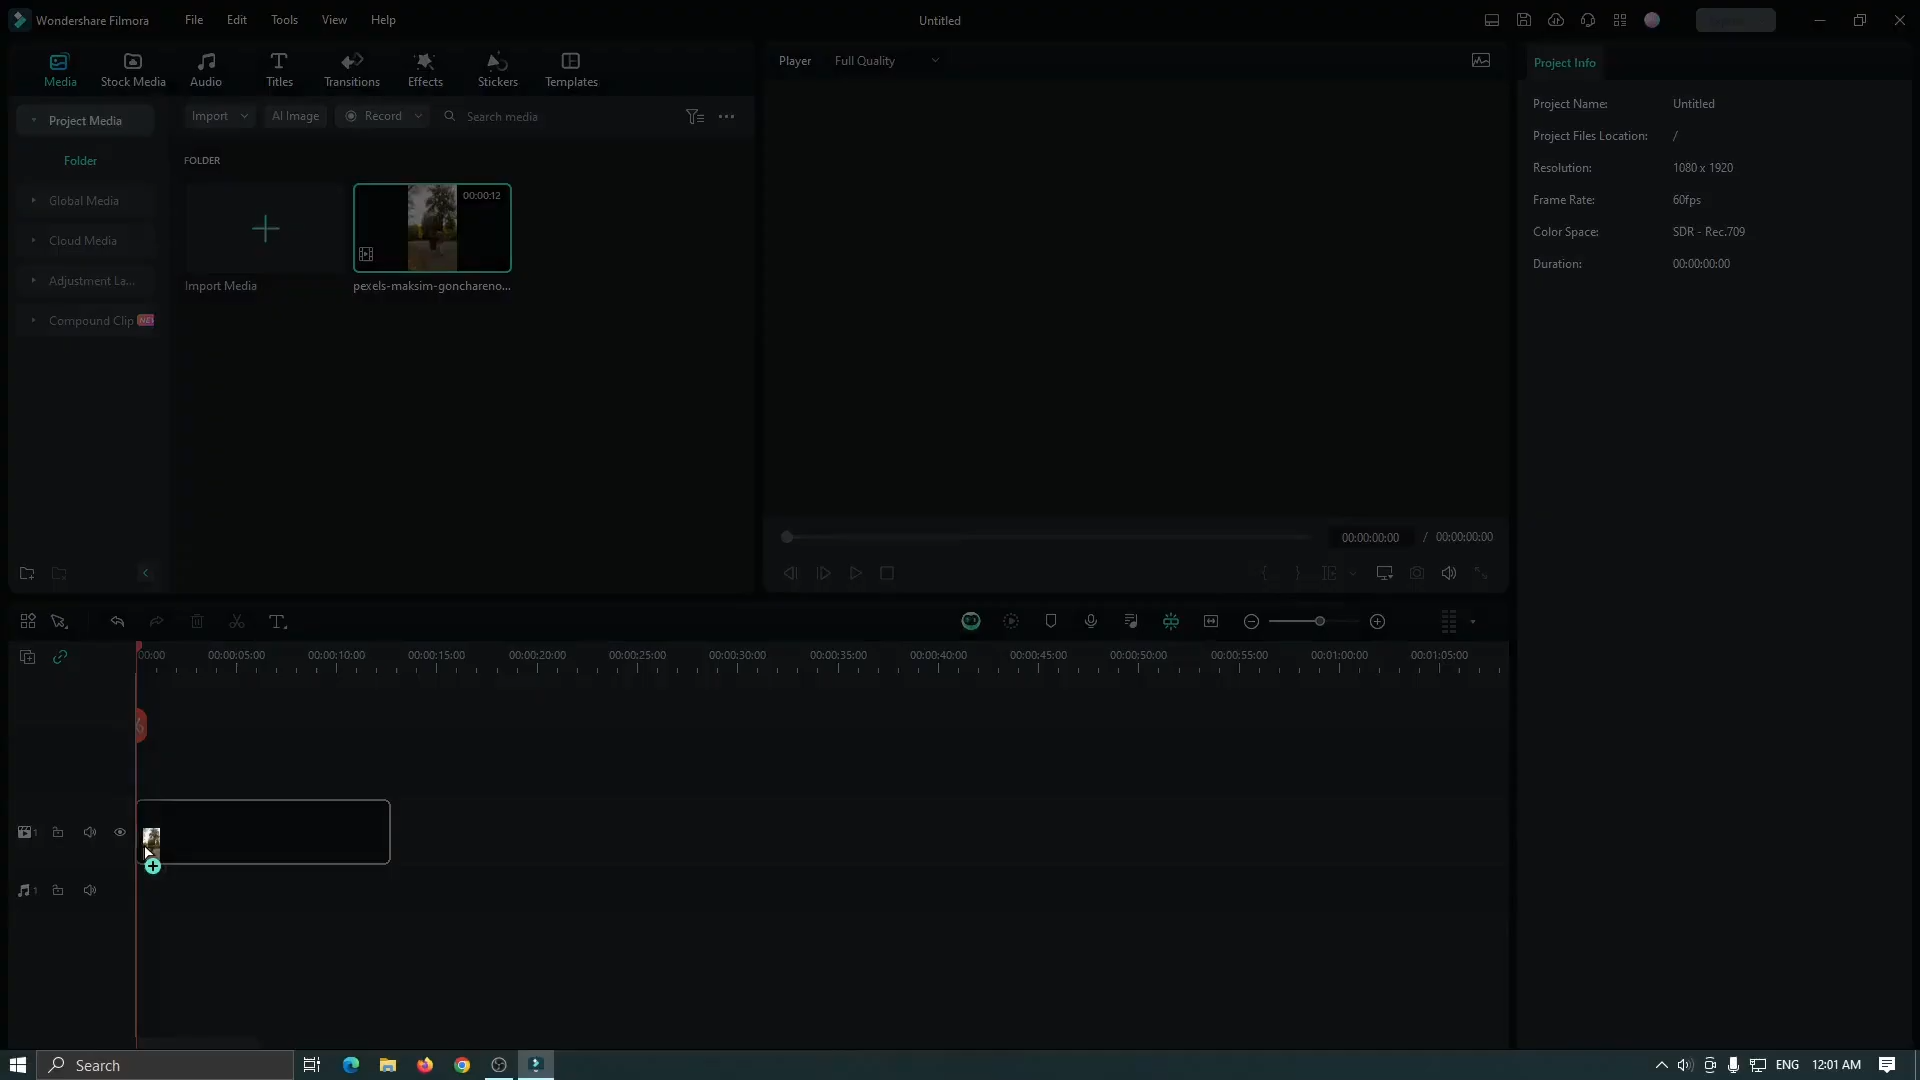 Wondershare Filmora
File
Edit
Tools
View
Help
Untitled
Media
Stock Media
Audio
Titles
Transitions
Effects
Stickers
Templates
Player
Full Quality
Project Info
Project Media
Import
AI Image
Record
Search media
Folder
FOLDER
Global Media
Cloud Media
Adjustment La...
Compound Clip
NEW
00:00:12
Import Media
pexels-maksim-gonchareno...
Project Name:
Untitled
Project Files Location:
/
Resolution:
1080 x 1920
Frame Rate:
60fps
Color Space:
SDR - Rec.709
Duration:
00:00:00:00
00:00:00:00
/
00:00:00:00
00:00
00:00:05:00
00:00:10:00
00:00:15:00
00:00:20:00
00:00:25:00
00:00:30:00
00:00:35:00
00:00:40:00
00:00:45:00
00:00:50:00
00:00:55:00
00:01:00:00
00:01:05:00
1
1
Search
ENG
12:01 AM